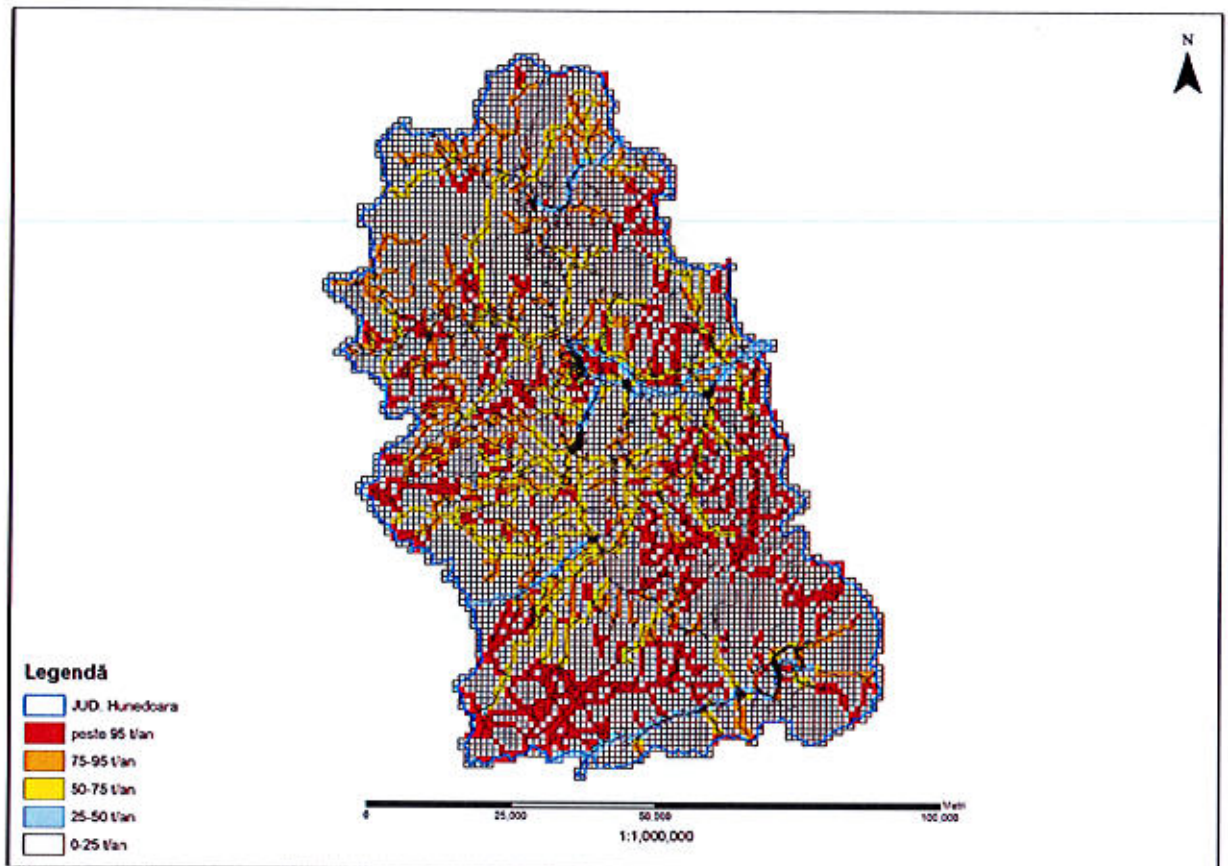 N
Legendă
JUD. Hunedoara
peste 95 t/an
75-95 t/an
50-75 t/an
25-50 t/an
0-25 t/an
Metri
0 25,000 50,000 100,000
1:1,000,000